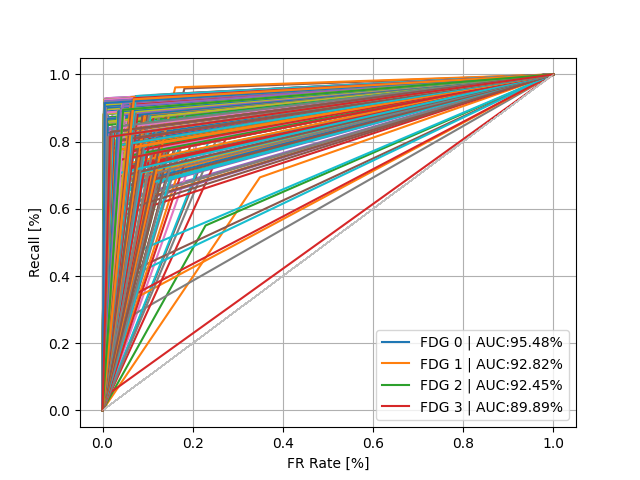 1.0
0.8
0.6
0.4
0.2
0.0
Recall [%]
0.0 0.2 0.4 0.6 0.8 1.0
FR Rate [%]
FDG 0 | AUC:95.48%
FDG 1 | AUC:92.82%
FDG 2 | AUC:92.45%
FDG 3 | AUC:89.89%